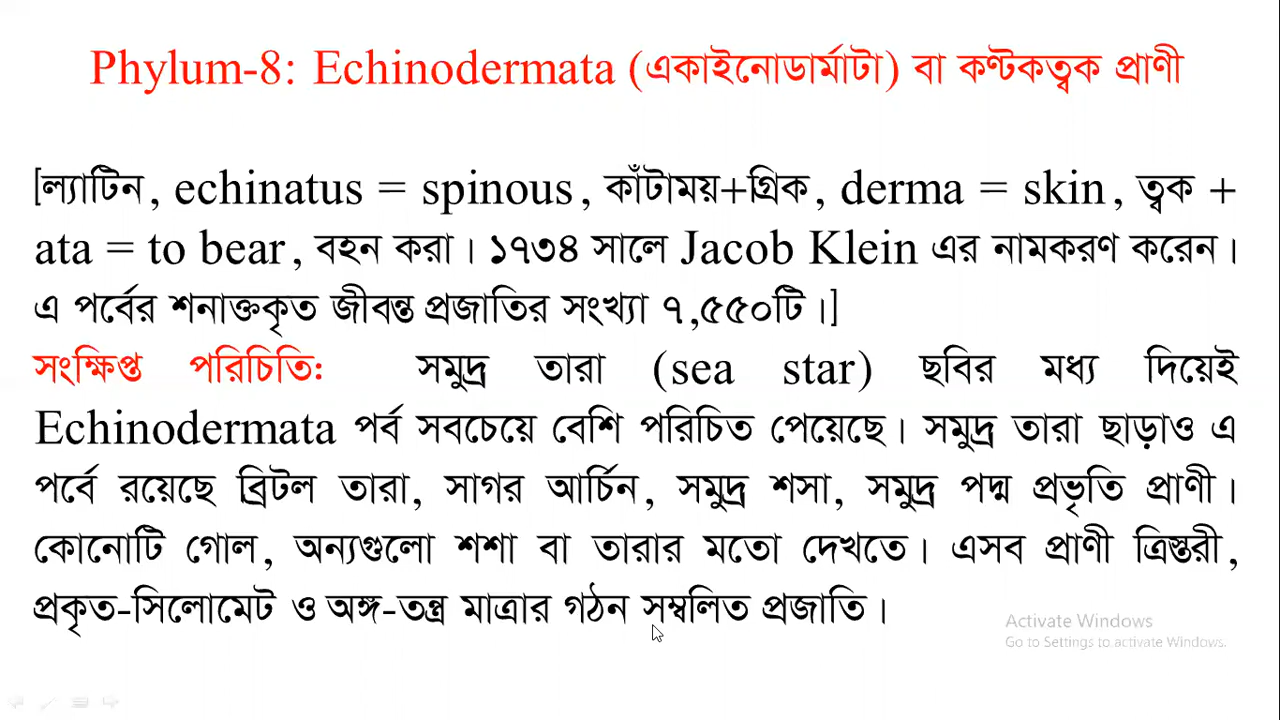 Phylum-8: Echinodermata (একাইনোডার্মাটা) বা কণ্টকত্বক প্রাণী
[ল্যাটিন, echinatus = spinous, কাঁটাময়+গ্রিক, derma = skin, ত্বক +
ata = to bear, বহন করা। ১৭৩৪ সালে Jacob Klein এর নামকরণ করেন।
এ পর্বের শনাক্তকৃত জীবন্ত প্রজাতির সংখ্যা ৭,৫৫০টি।]
সংক্ষিপ্ত পরিচিতিঃ সমুদ্র তারা (sea star) ছবির মধ্য দিয়েই
Echinodermata পর্ব সবচেয়ে বেশি পরিচিত পেয়েছে। সমুদ্র তারা ছাড়াও এ
পর্বে রয়েছে ব্রিটল তারা, সাগর আর্চিন, সমুদ্র শসা, সমুদ্র পদ্ম প্রভৃতি প্রাণী।
কোনোটি গোল, অন্যগুলো শশা বা তারার মতো দেখতে। এসব প্রাণী ত্রিস্তরী,
প্রকৃত-সিলোমেট ও অঙ্গ-তন্ত্র মাত্রার গঠন সম্বলিত প্রজাতি।
Activate Windows
Go to Settings to activate Windows.